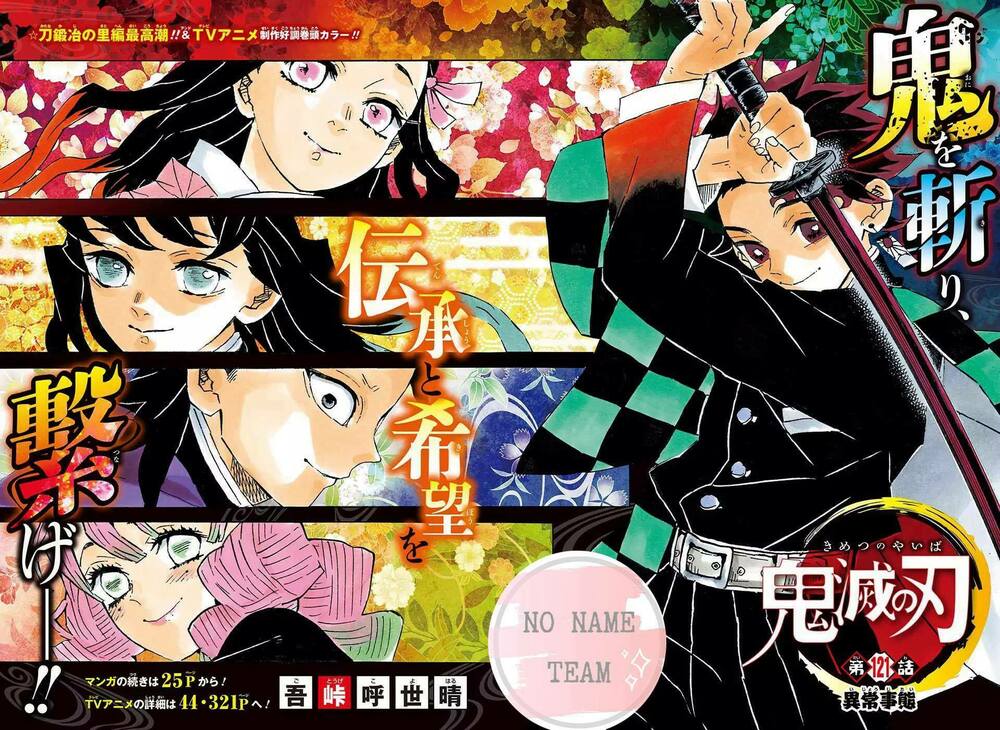 ☆刀鍛冶の里編最高潮!!&TVアニメ制作好調巻頭カラー!!
鬼を斬り、
伝承と希望を
繋げ――!!
きめつのやいば
鬼滅の刃
第121話
異常事態
NO NAME
TEAM
マンガの続きは25Pから!
TVアニメの詳細は44・321Pへ!
吾峠呼世晴